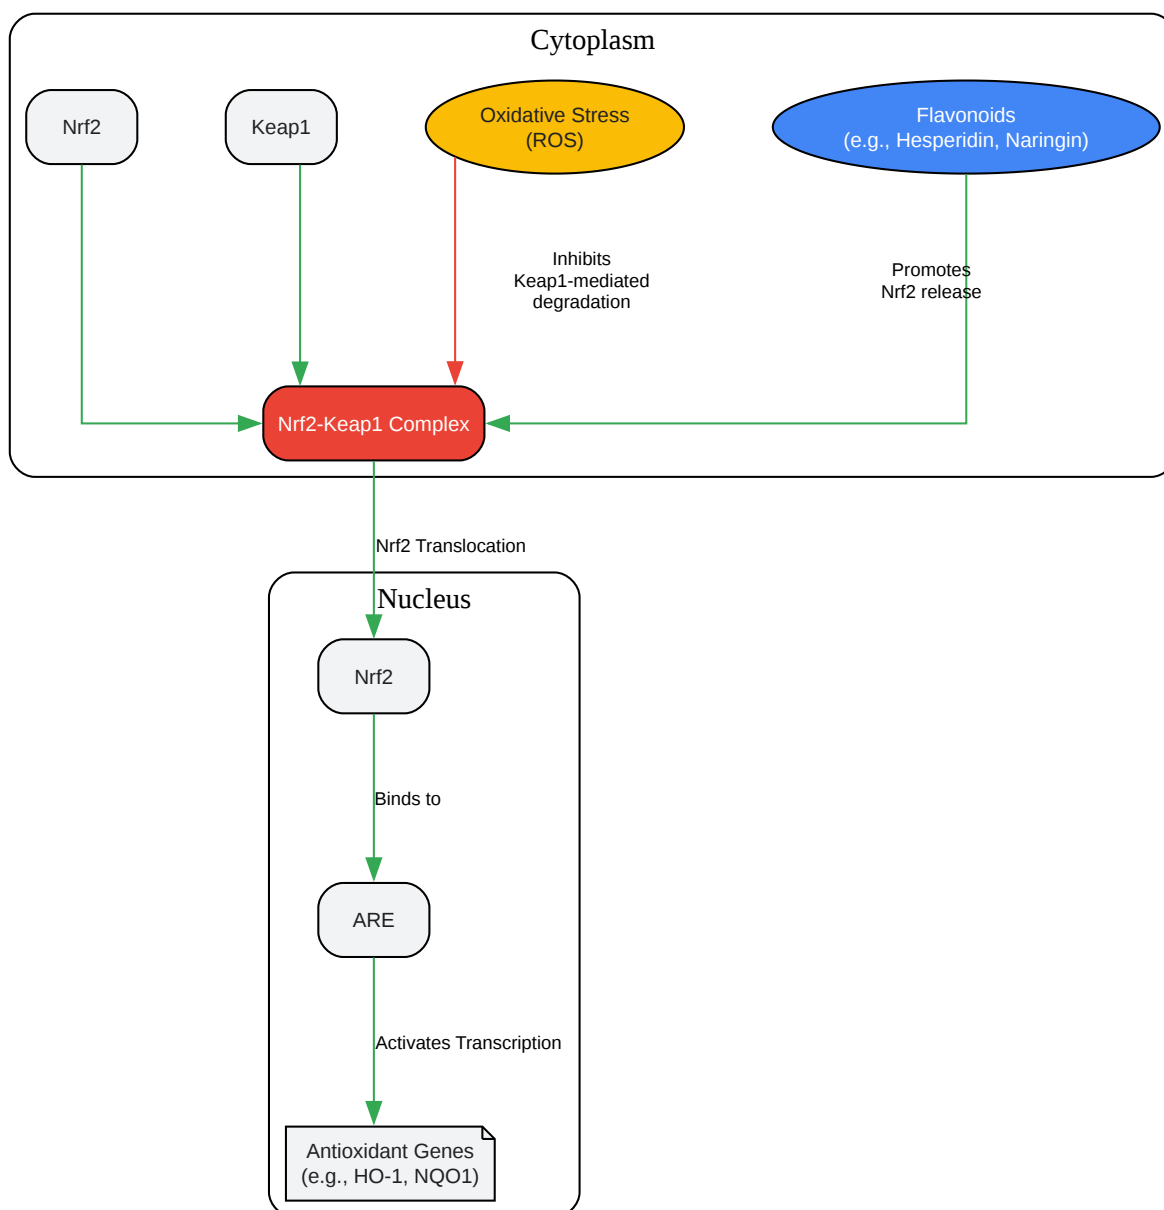 Cytoplasm
Nrf2
Keap1
Oxidative Stress
(ROS)
Flavonoids
(e.g., Hesperidin, Naringin)
Inhibits
Keap1-mediated
degradation
Promotes
Nrf2 release
Nrf2-Keap1 Complex
Nrf2 Translocation
Nucleus
Nrf2
Binds to
ARE
Activates Transcription
Antioxidant Genes
(e.g., HO-1, NQO1)